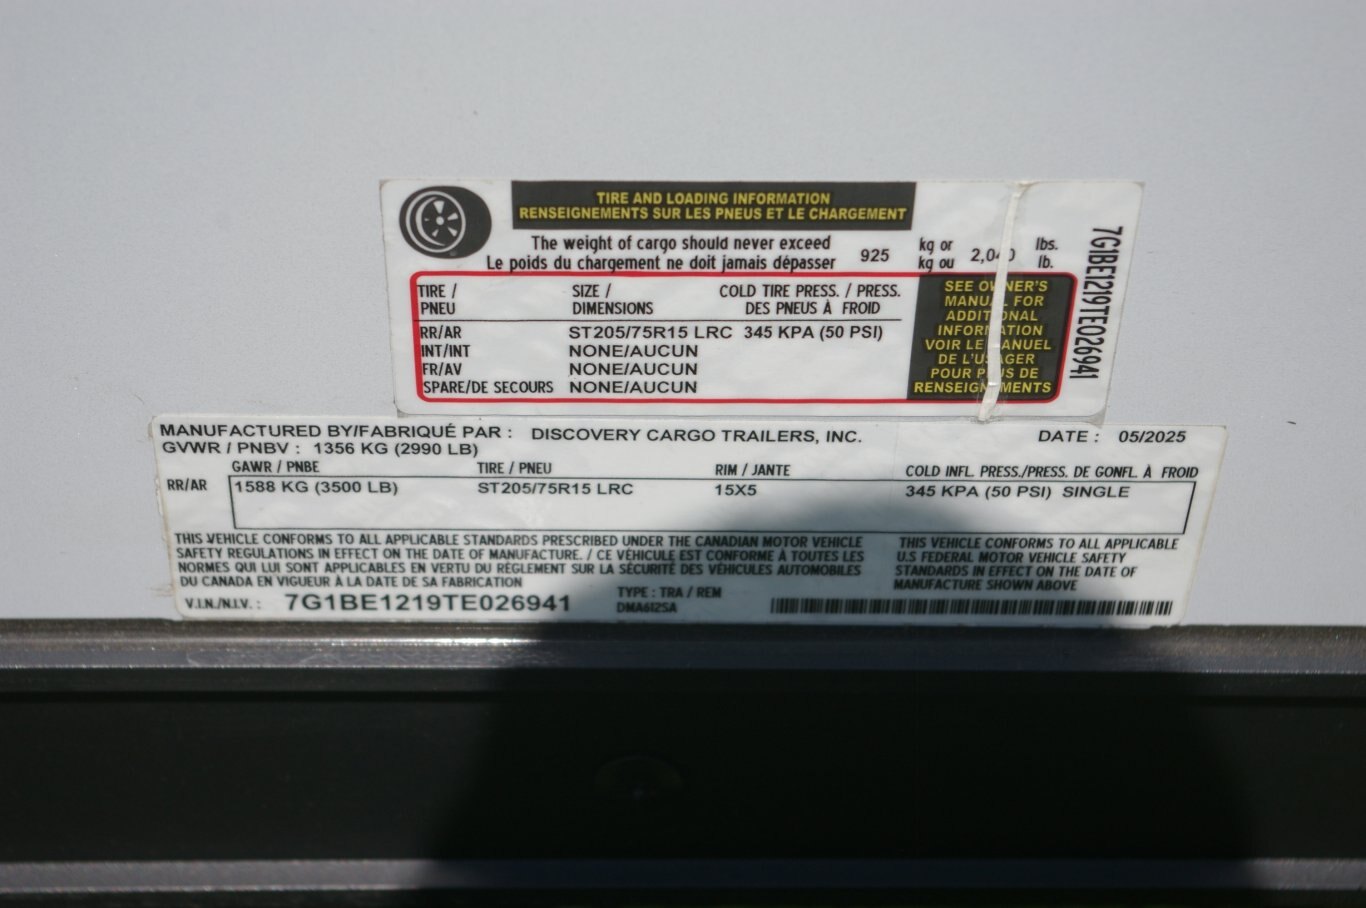 TIRE AND LOADING INFORMATION
RENSEIGNEMENTS SUR LES PNEUS ET LE CHARGEMENT
The weight of cargo should never exceed 925 kg or 2,040 lbs.
Le poids du chargement ne doit jamais dépasser kg ou lb.
TIRE / SIZE / COLD TIRE PRESS. / PRESS.
PNEU DIMENSIONS DES PNEUS À FROID
RR/AR ST205/75R15 LRC 345 KPA (50 PSI)
INT/INT NONE/AUCUN
FR/AV NONE/AUCUN
SPARE/DE SECOURS NONE/AUCUN
SEE OWNER'S
MANUAL FOR
ADDITIONAL
INFORMATION
VOIR LE MANUEL
DE L'USAGER
POUR PLUS DE
RENSEIGNEMENTS
7G1BE1219TE026941
MANUFACTURED BY/FABRIQUÉ PAR : DISCOVERY CARGO TRAILERS, INC. DATE : 05/2025
GVWR / PNBV : 1356 KG (2990 LB)
GAWR / PNBE TIRE / PNEU RIM / JANTE COLD INFL. PRESS./PRESS. DE GONFL. À FROID
RR/AR 1588 KG (3500 LB) ST205/75R15 LRC 15X5 345 KPA (50 PSI) SINGLE
THIS VEHICLE CONFORMS TO ALL APPLICABLE STANDARDS PRESCRIBED UNDER THE CANADIAN MOTOR VEHICLE
SAFETY REGULATIONS IN EFFECT ON THE DATE OF MANUFACTURE. / CE VÉHICULE EST CONFORME À TOUTES LES
NORMES QUI LUI SONT APPLICABLES EN VERTU DU RÈGLEMENT SUR LA SÉCURITÉ DES VÉHICULES AUTOMOBILES
DU CANADA EN VIGUEUR À LA DATE DE SA FABRICATION
THIS VEHICLE CONFORMS TO ALL APPLICABLE
U.S FEDERAL MOTOR VEHICLE SAFETY
STANDARDS IN EFFECT ON THE DATE OF
MANUFACTURE SHOWN ABOVE
V.I.N./N.I.V. : 7G1BE1219TE026941 TYPE : TRA / REM
DMA612SA